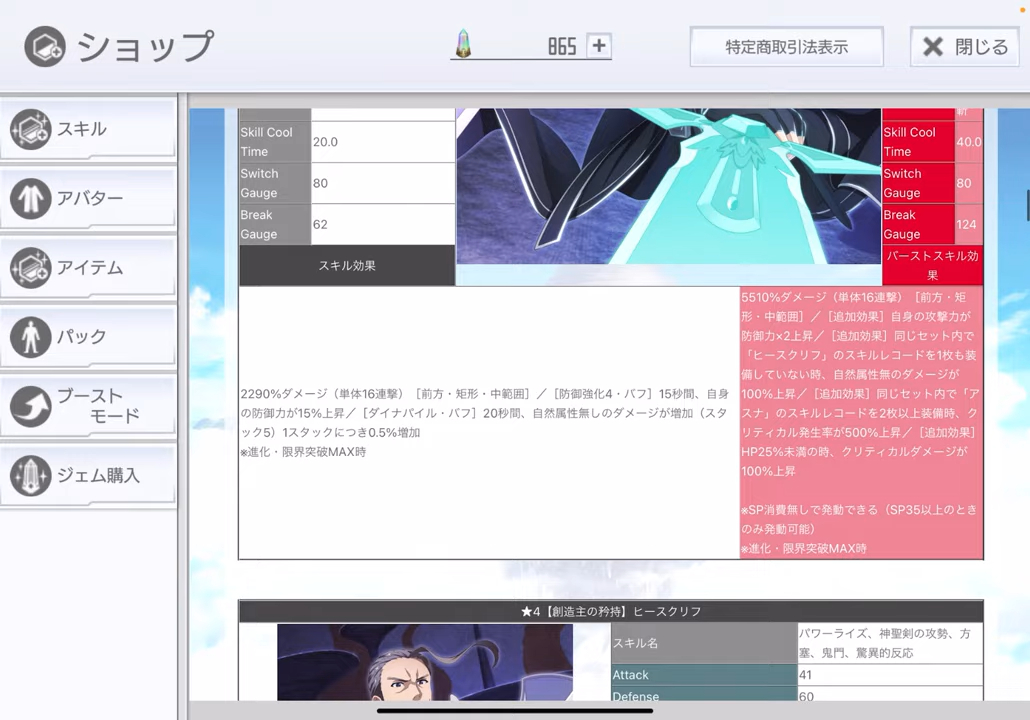 ショップ
865
特定商取引法表示
閉じる
スキル
アバター
アイテム
パック
ブースト
モード
ジェム購入
Skill Cool
Time
20.0
Switch
Gauge
80
Break
Gauge
62
スキル効果
Skill Cool
Time
40.0
Switch
Gauge
80
Break
Gauge
124
バーストスキル効
果
2290%ダメージ（単体16連撃）［前方・矩形・中範囲］／［防御強化4・バフ］15秒間、自身
の防御力が15%上昇／［ダイナパイル・バフ］20秒間、自然属性無しのダメージが増加（スタ
ック5）1スタックにつき0.5%増加
※進化・限界突破MAX時
5510%ダメージ（単体16連撃）［前方・矩
形・中範囲］／［追加効果］自身の攻撃力が
防御力×2上昇／［追加効果］同じセット内で
「ヒースクリフ」のスキルレコードを1枚も装
備していない時、自然属性無のダメージが
100%上昇／［追加効果］同じセット内で「ア
スナ」のスキルレコードを2枚以上装備時、ク
リティカル発生率が500%上昇／［追加効果］
HP25%未満の時、クリティカルダメージが
100%上昇
※SP消費無しで発動できる（SP35以上のとき
のみ発動可能）
※進化・限界突破MAX時
★4【創造主の矜持】ヒースクリフ
スキル名
パワーライズ、神聖剣の攻勢、方
塞、鬼門、驚異的反応
Attack
41
Defense
60